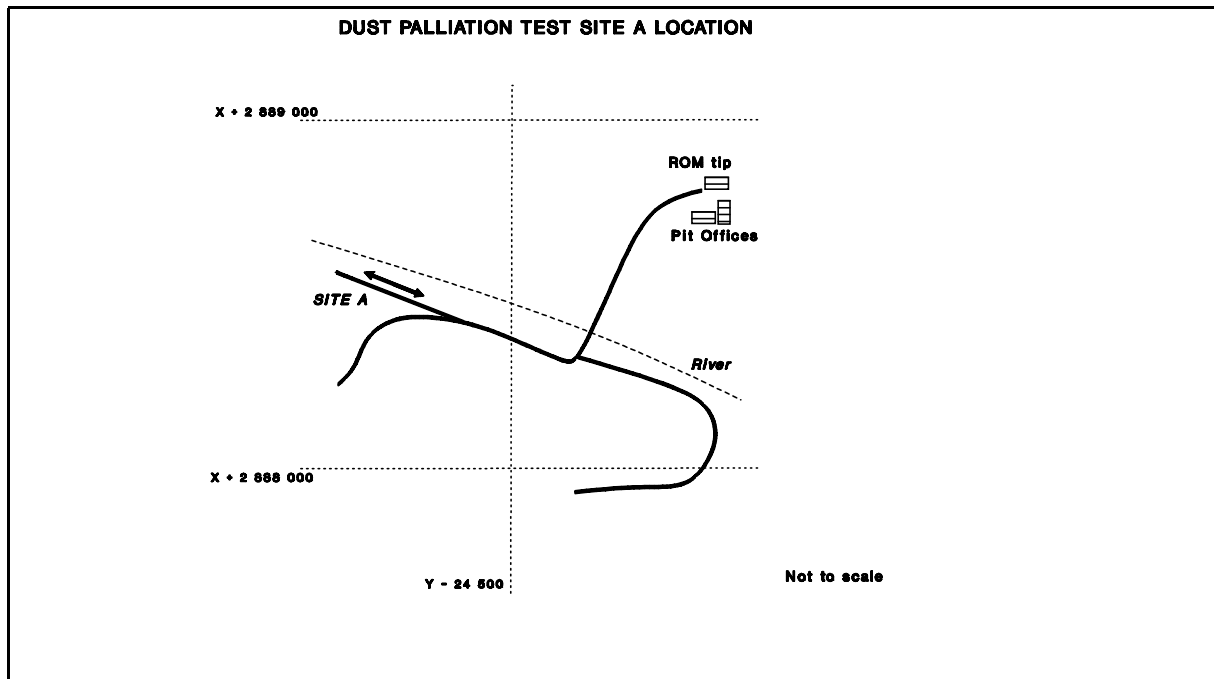 DUST PALLIATION TEST SITE A LOCATION
X + 2 889 000
ROM tip
Pit Offices
SITE A
River
X + 2 888 000
Y - 24 500
Not to scale